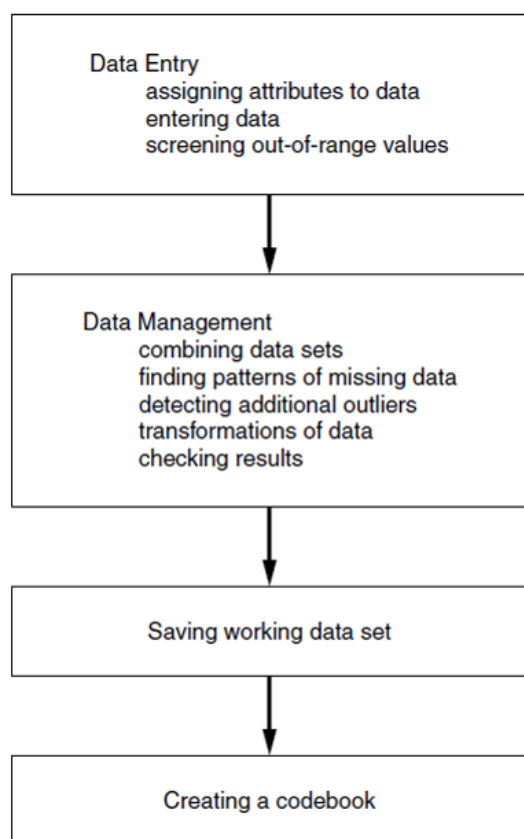 Data Entry
assigning attributes to data
entering data
screening out-of-range values
Data Management
combining data sets
finding patterns of missing data
detecting additional outliers
transformations of data
checking results
Saving working data set
Creating a codebook